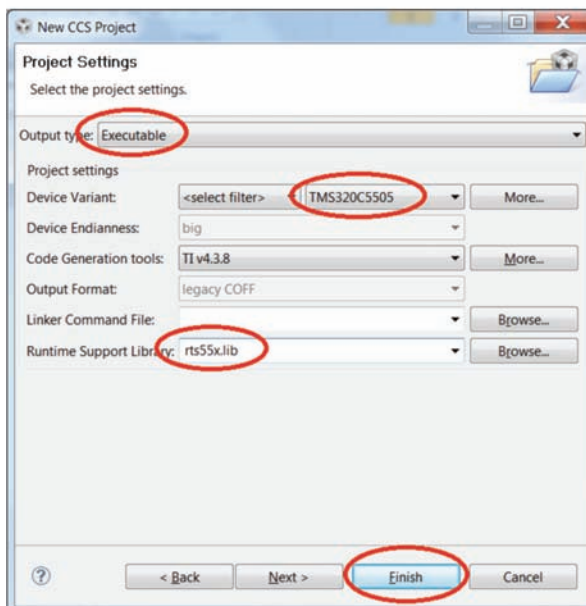 New CCS Project
Project Settings
Select the project settings.
Output type: Executable
Project settings
Device Variant: <select filter> TMS320C5505 More...
Device Endianness: big
Code Generation tools: TI v4.3.8 More...
Output Format: legacy COFF
Linker Command File: Browse...
Runtime Support Library: rts55x.lib Browse...
? < Back Next > Finish Cancel